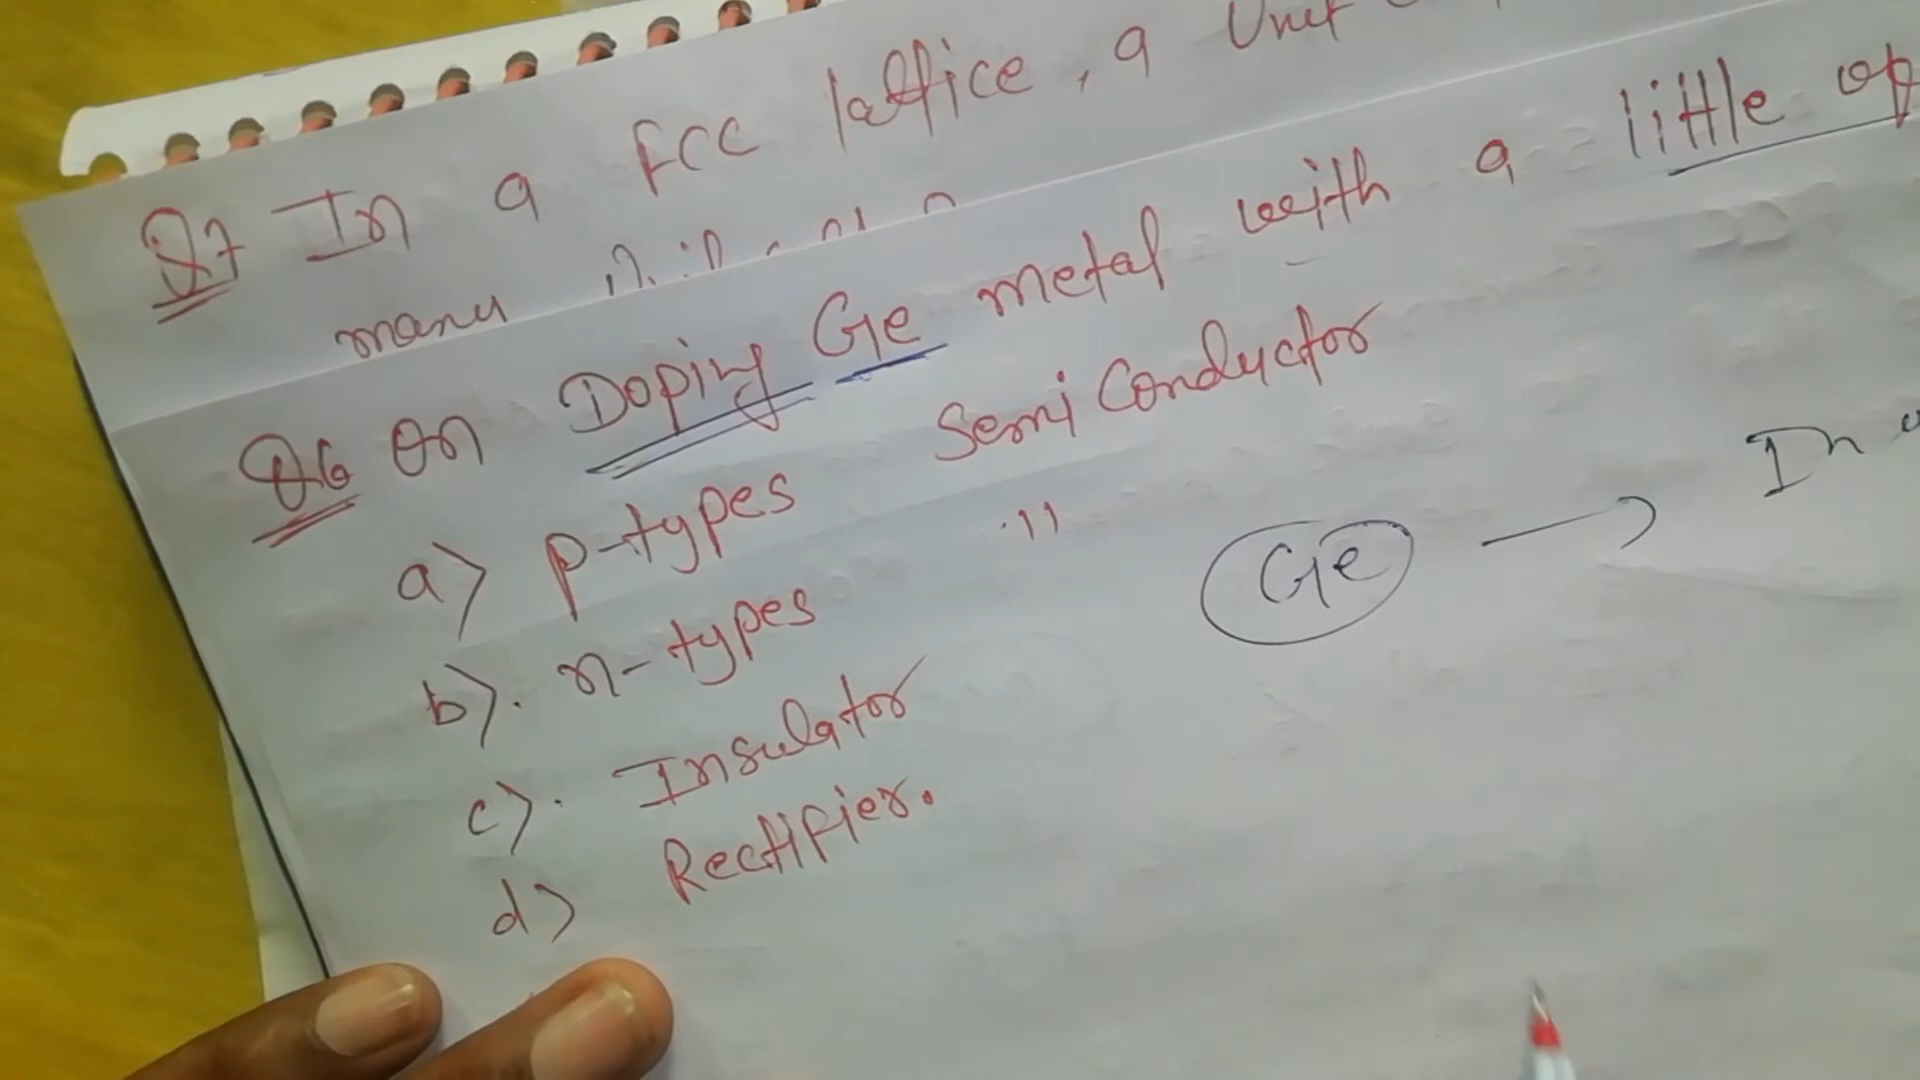 Q7 In a FCC lattice, a Unit
many
Q6 On Doping Ge metal with a little of
a) p-types Semi Conductor
b). n-types "
c). Insulator
d) Rectifier.
Ge → In